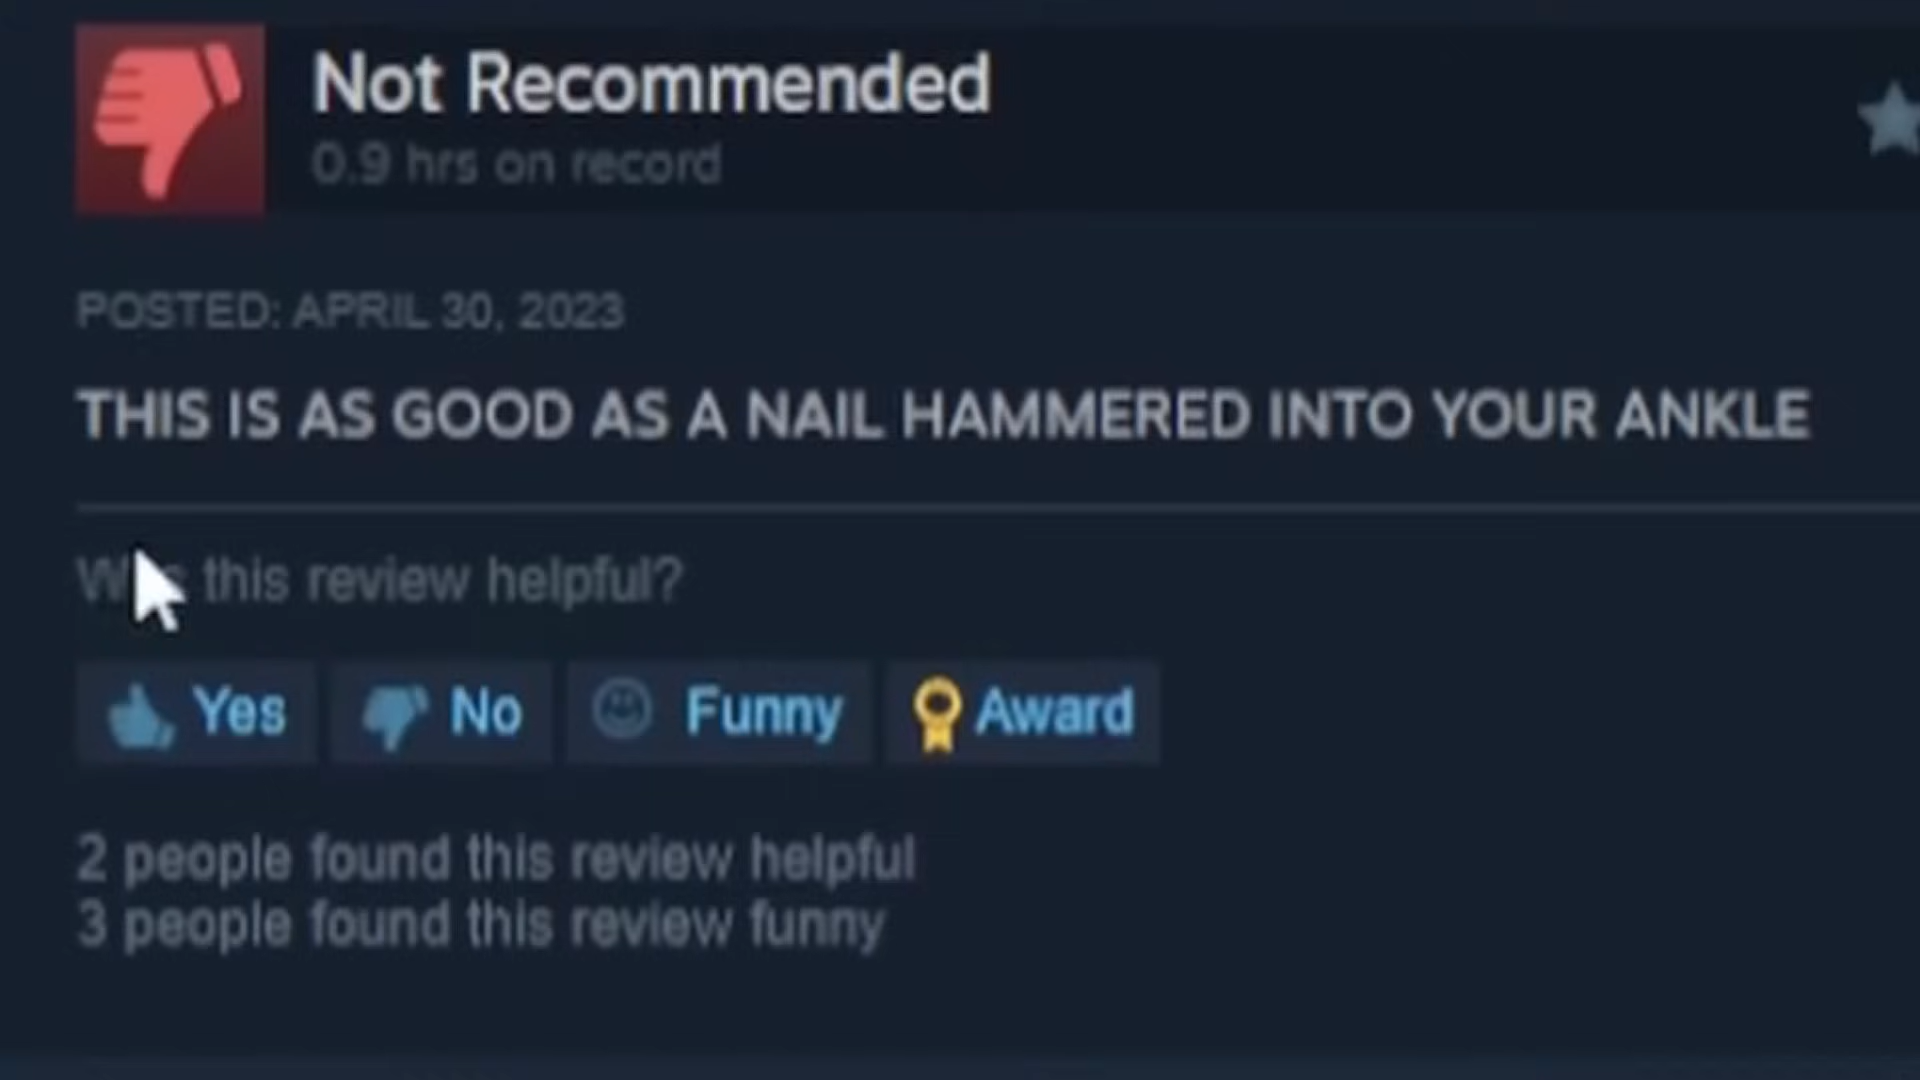 Not Recommended
0.9 hrs on record
POSTED: APRIL 30, 2023
THIS IS AS GOOD AS A NAIL HAMMERED INTO YOUR ANKLE
Was this review helpful?
Yes No Funny Award
2 people found this review helpful
3 people found this review funny